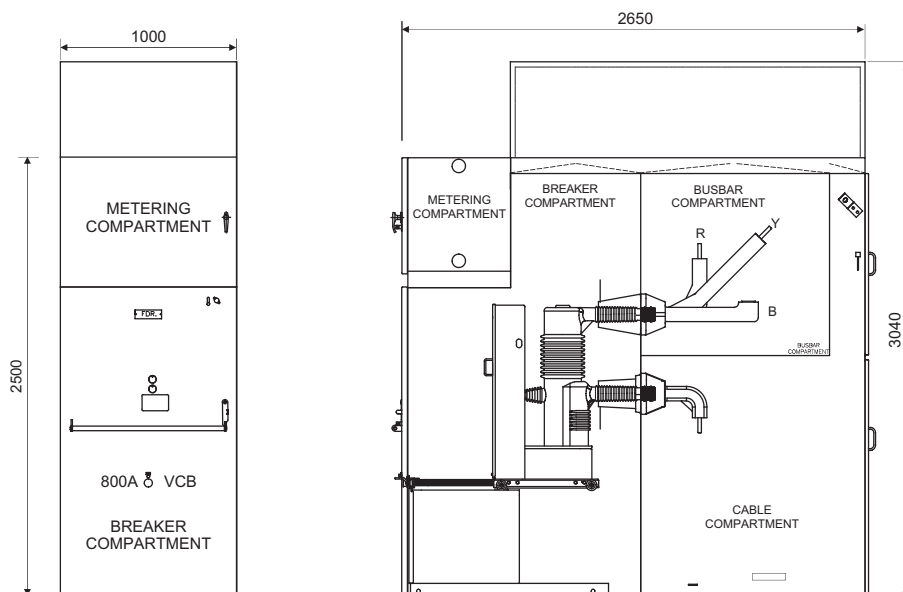 1000
2650
METERING
COMPARTMENT
FDR.
800A VCB
BREAKER
COMPARTMENT
2500
METERING
COMPARTMENT
BREAKER
COMPARTMENT
BUSBAR
COMPARTMENT
R
Y
B
BUSBAR
COMPARTMENT
CABLE
COMPARTMENT
3040